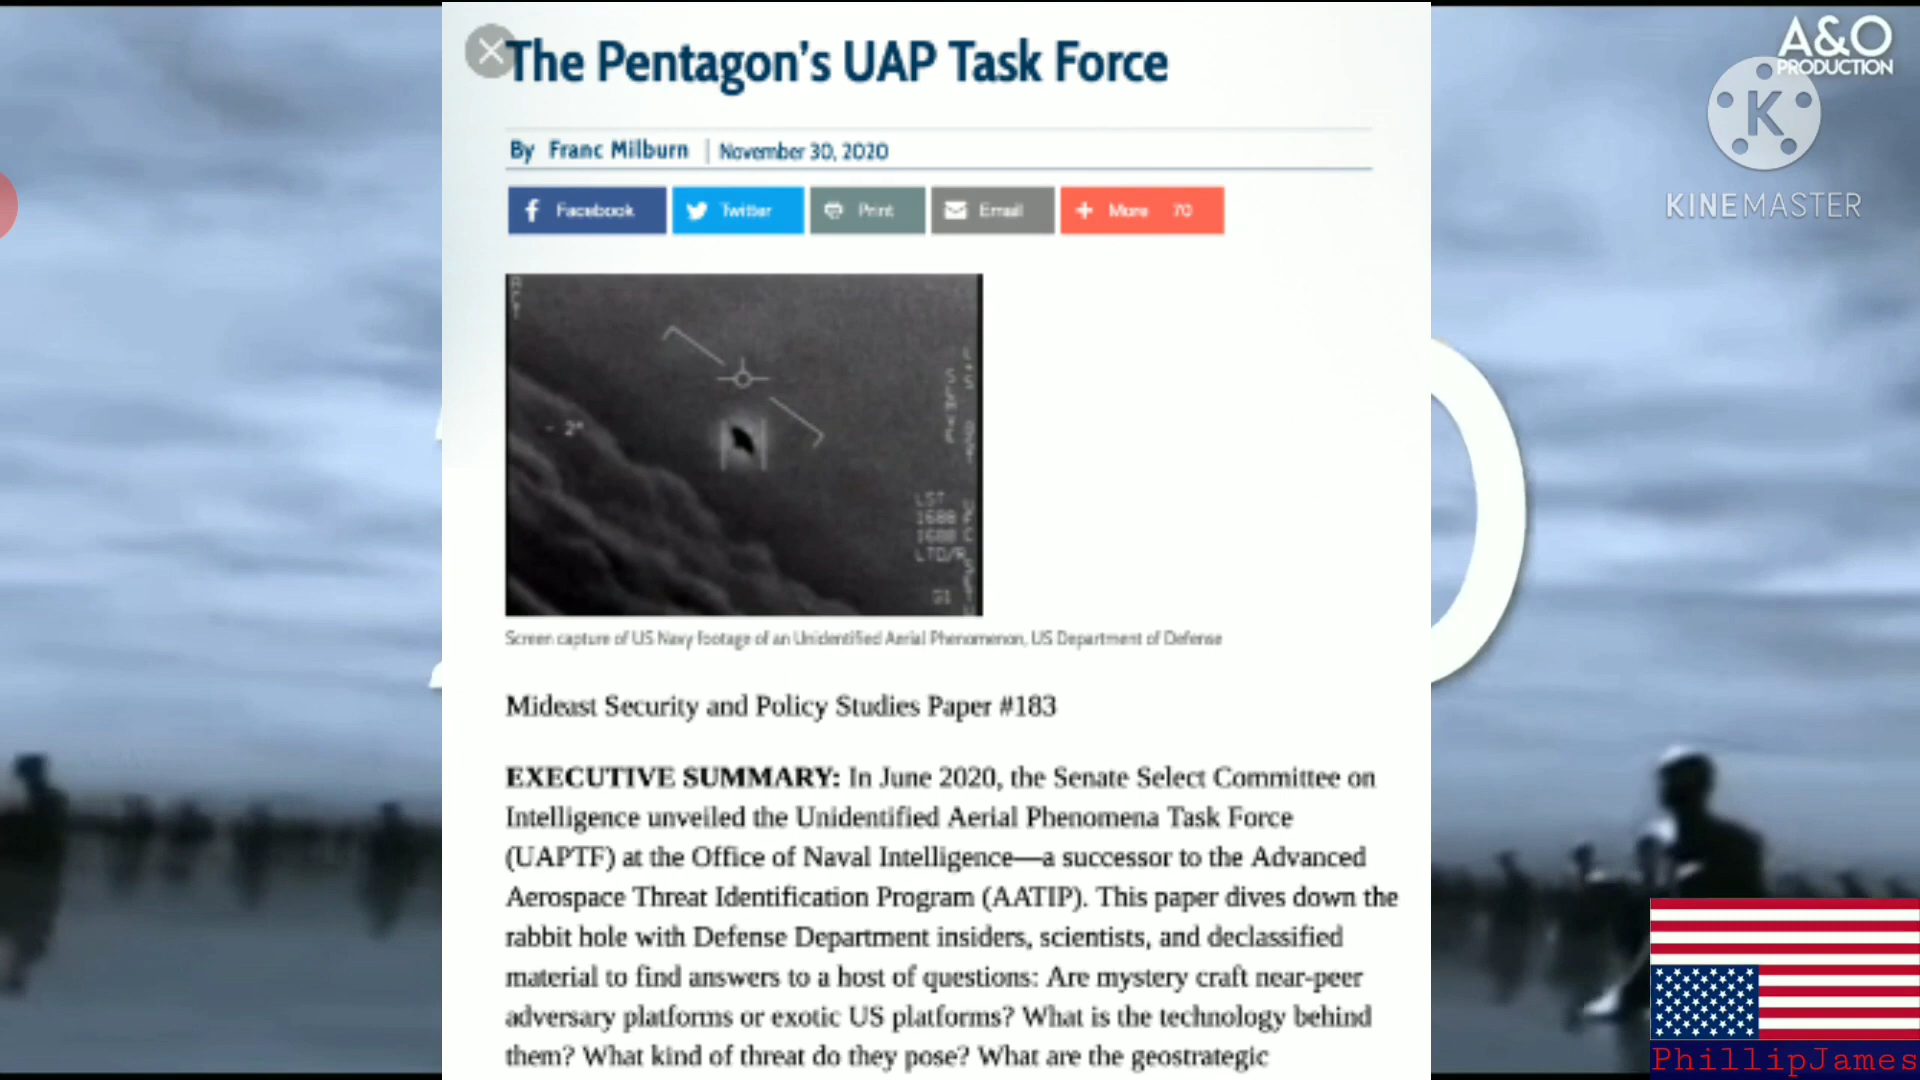 The Pentagon's UAP Task Force
By Franc Milburn | November 30, 2020
Facebook
Twitter
Print
Email
More 70
- 2°
LST
1688
1688
LTD/R
Screen capture of US Navy footage of an Unidentified Aerial Phenomenon, US Department of Defense
Mideast Security and Policy Studies Paper #183
EXECUTIVE SUMMARY: In June 2020, the Senate Select Committee on
Intelligence unveiled the Unidentified Aerial Phenomena Task Force
(UAPTF) at the Office of Naval Intelligence—a successor to the Advanced
Aerospace Threat Identification Program (AATIP). This paper dives down the
rabbit hole with Defense Department insiders, scientists, and declassified
material to find answers to a host of questions: Are mystery craft near-peer
adversary platforms or exotic US platforms? What is the technology behind
them? What kind of threat do they pose? What are the geostrategic
A&O
PRODUCTION
K
KINEMASTER
PhillipJames